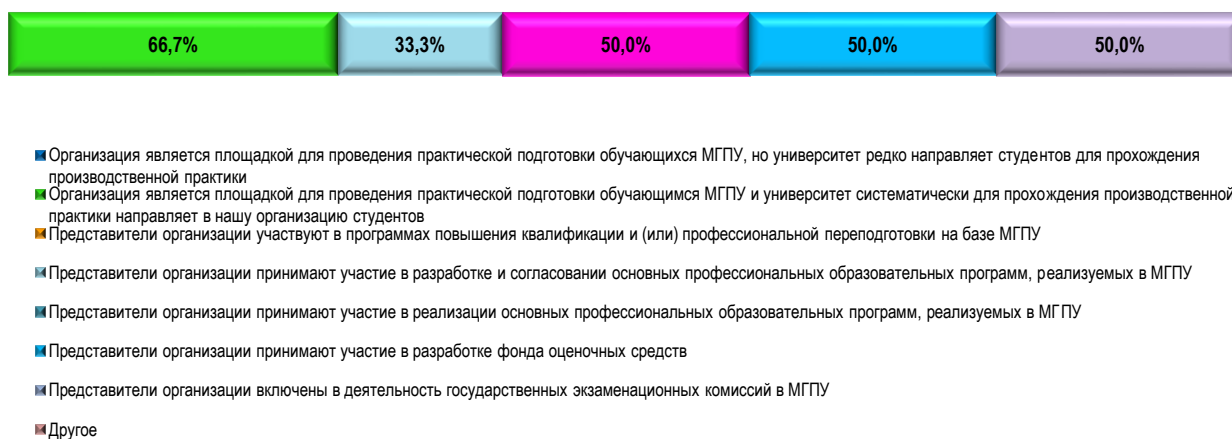 66,7% 33,3% 50,0% 50,0% 50,0%
Организация является площадкой для проведения практической подготовки обучающихся МГПУ, но университет редко направляет студентов для прохождения
производственной практики
Организация является площадкой для проведения практической подготовки обучающимся МГПУ и университет систематически для прохождения производственной
практики направляет в нашу организацию студентов
Представители организации участвуют в программах повышения квалификации и (или) профессиональной переподготовки на базе МГПУ
Представители организации принимают участие в разработке и согласовании основных профессиональных образовательных программ, реализуемых в МГПУ
Представители организации принимают участие в реализации основных профессиональных образовательных программ, реализуемых в МГПУ
Представители организации принимают участие в разработке фонда оценочных средств
Представители организации включены в деятельность государственных экзаменационных комиссий в МГПУ
Другое